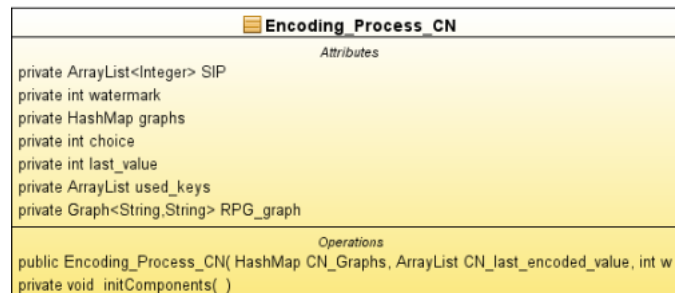 Encoding_Process_CN
Attributes
private ArrayList<Integer> SIP
private int watermark
private HashMap graphs
private int choice
private int last_value
private ArrayList used_keys
private Graph<String,String> RPG_graph
Operations
public Encoding_Process_CN( HashMap CN_Graphs, ArrayList CN_last_encoded_value, int w
private void initComponents( )